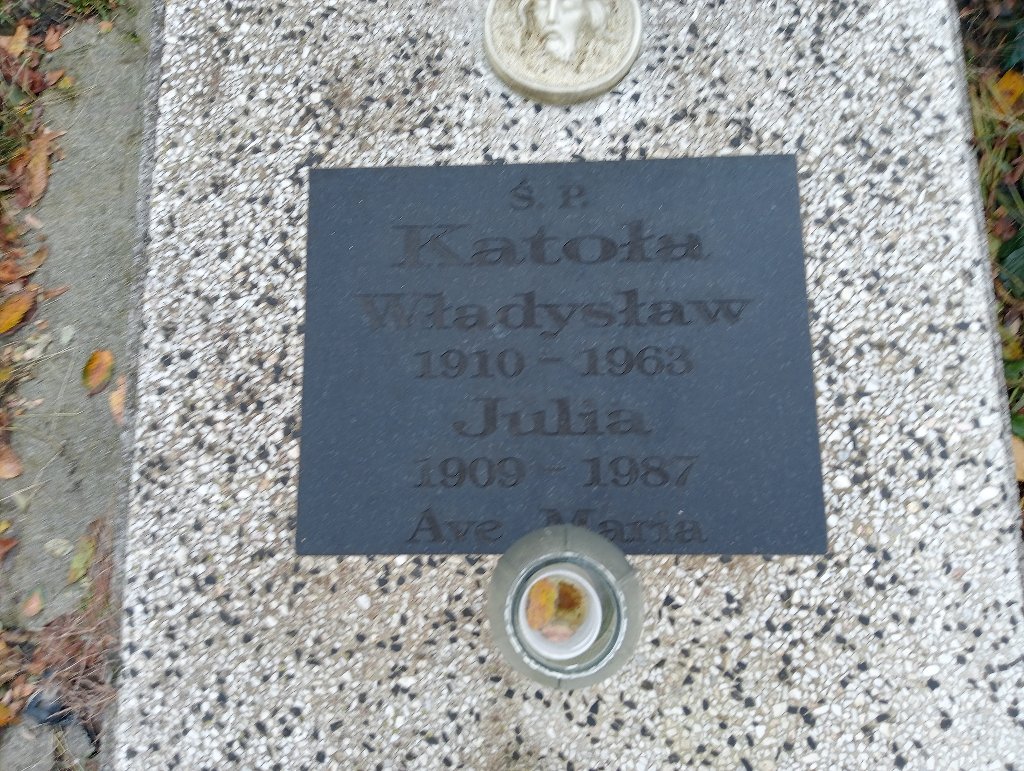 Ś. P.
Katoła
Władysław
1910 - 1963
Julia
1909 - 1987
Ave Maria